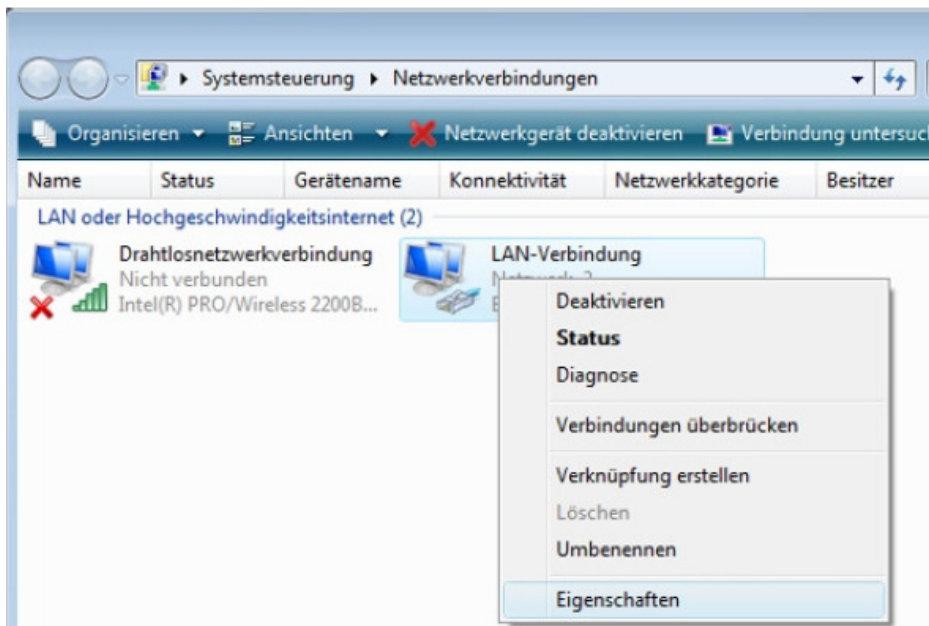 Systemsteuerung Netzwerkverbindungen
Organisieren Ansichten Netzwerkgerät deaktivieren Verbindung untersuc
Name Status Gerätename Konnektivität Netzwerkkategorie Besitzer
LAN oder Hochgeschwindigkeitsinternet (2)
Drahtlosnetzwerkverbindung
Nicht verbunden
Intel(R) PRO/Wireless 2200B...
LAN-Verbindung
Deaktivieren
Status
Diagnose
Verbindungen überbrücken
Verknüpfung erstellen
Löschen
Umbenennen
Eigenschaften